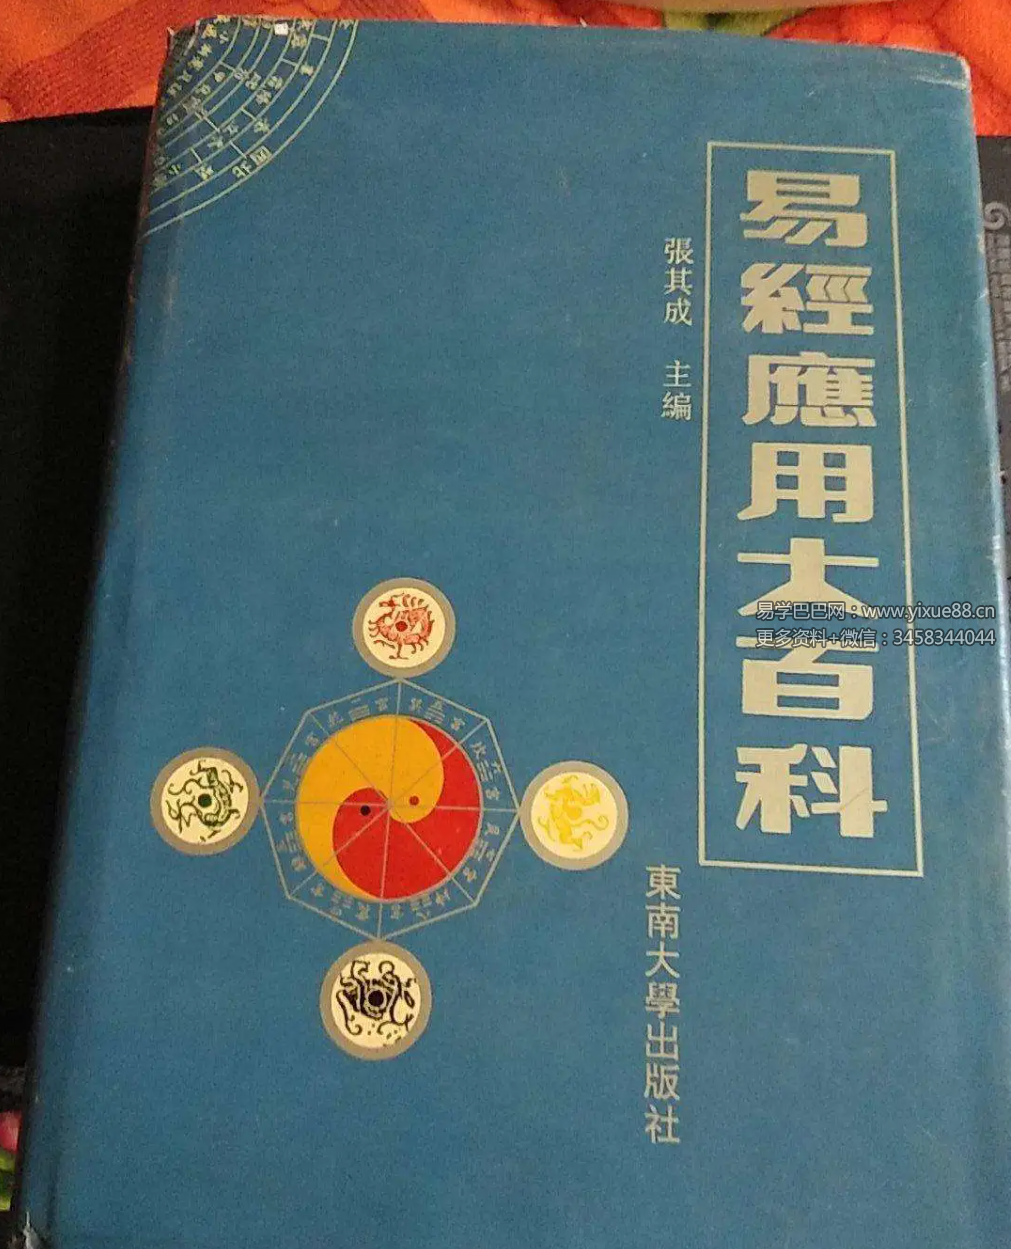 易經應用大百科
張其成 主編
東南大學出版社
易学巴巴网：www.yixue88.cn
更多资料+微信：3458344044